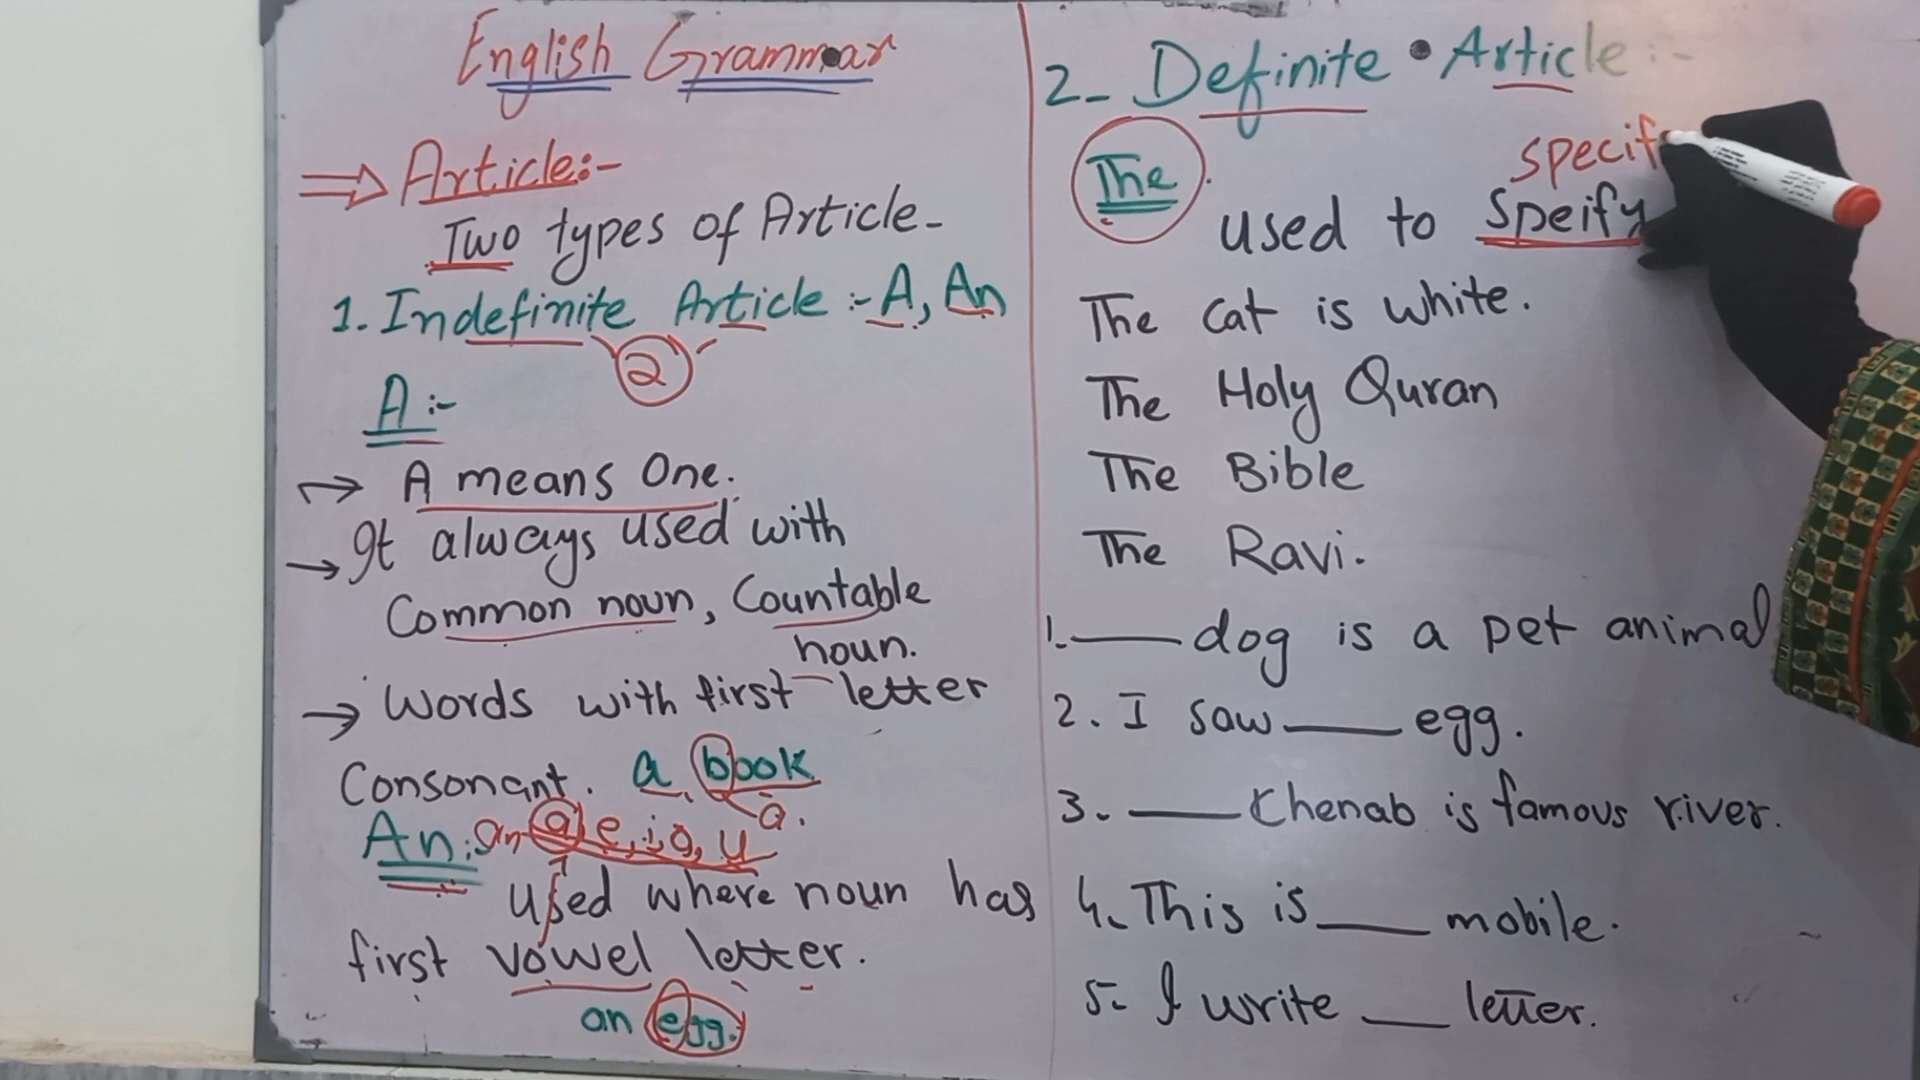 English Grammar
Article:-
Two types of Article-
1. Indefinite Article :- A, An
2
A :-
A means One.
It always used with
Common noun, Countable
noun.
Words with first letter
Consonant. a book
a.
An: an a, e, i, o, u
used where noun has
first vowel letter.
an egg.
2- Definite Article :-
The
specif
used to speify
The cat is white.
The Holy Quran
The Bible
The Ravi.
1. ___ dog is a pet animal
2. I saw ___ egg.
3. ___ Chenab is famous river.
4. This is ___ mobile.
5. I write ___ letter.